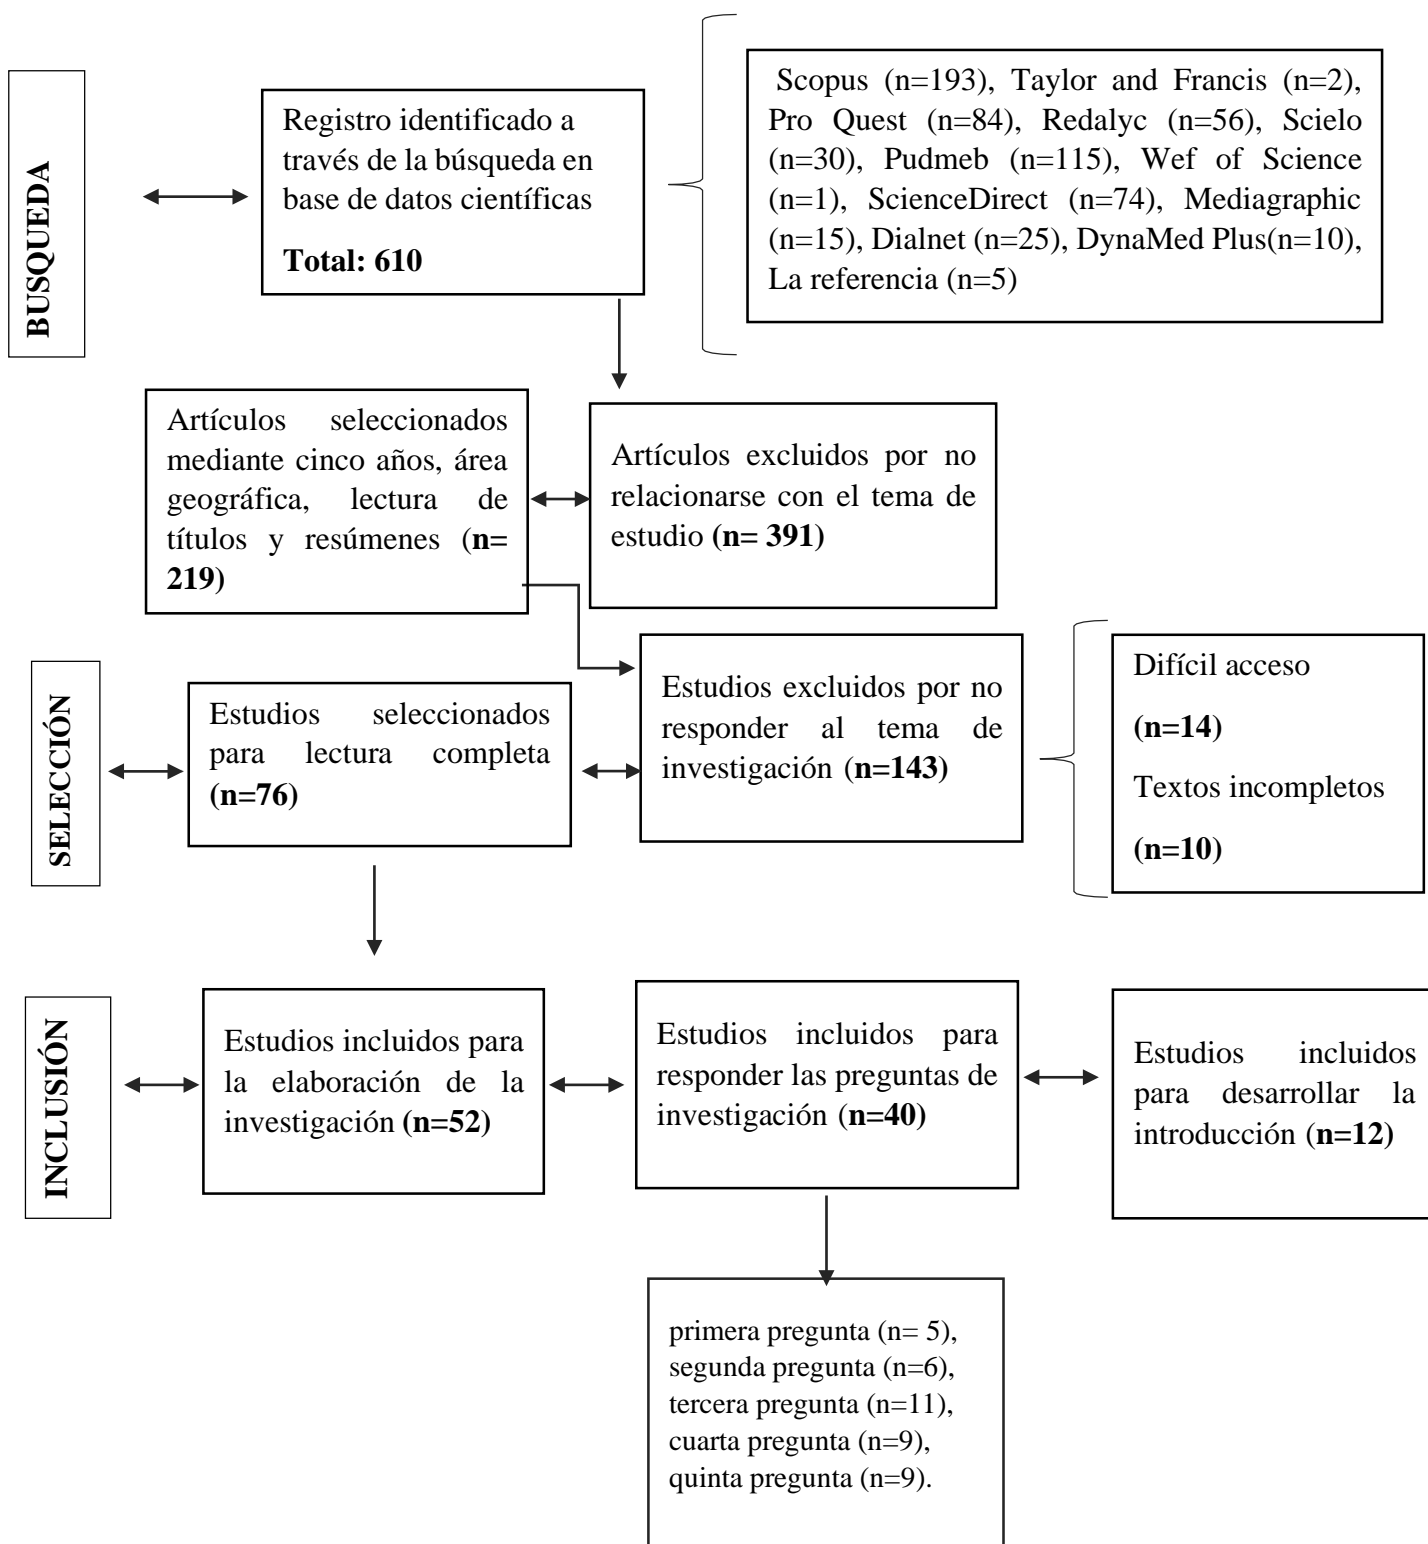 BUSQUEDA
Registro identificado a
través de la búsqueda en
base de datos científicas
Total: 610
Scopus (n=193), Taylor and Francis (n=2),
Pro Quest (n=84), Redalyc (n=56), Scielo
(n=30), Pudmeb (n=115), Wef of Science
(n=1), ScienceDirect (n=74), Mediagraphic
(n=15), Dialnet (n=25), DynaMed Plus(n=10),
La referencia (n=5)
Artículos seleccionados
mediante cinco años, área
geográfica, lectura de
títulos y resúmenes (n=
219)
Artículos excluidos por no
relacionarse con el tema de
estudio (n= 391)
SELECCIÓN
Estudios seleccionados
para lectura completa
(n=76)
Estudios excluidos por no
responder al tema de
investigación (n=143)
Difícil acceso
(n=14)
Textos incompletos
(n=10)
INCLUSIÓN
Estudios incluidos para
la elaboración de la
investigación (n=52)
Estudios incluidos para
responder las preguntas de
investigación (n=40)
Estudios incluidos
para desarrollar la
introducción (n=12)
primera pregunta (n= 5),
segunda pregunta (n=6),
tercera pregunta (n=11),
cuarta pregunta (n=9),
quinta pregunta (n=9).